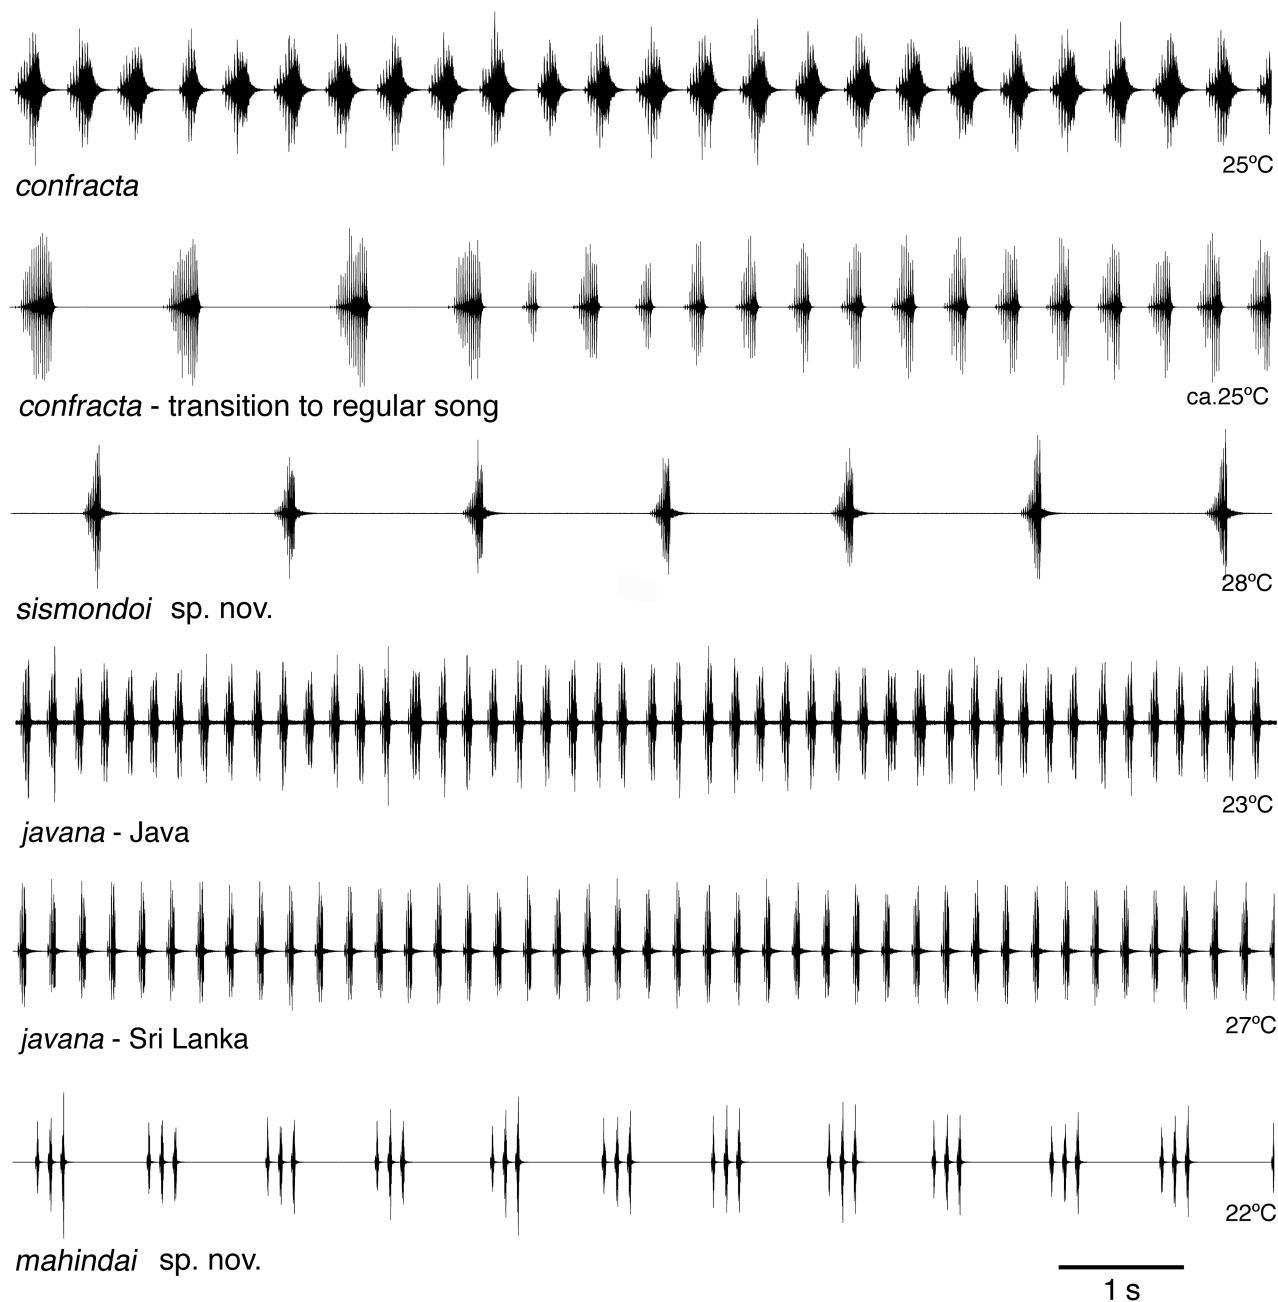 25ºC
confracta
ca.25ºC
confracta - transition to regular song
28ºC
sismondoi sp. nov.
23ºC
javana - Java
27ºC
javana - Sri Lanka
22ºC
mahindai sp. nov.
1 s